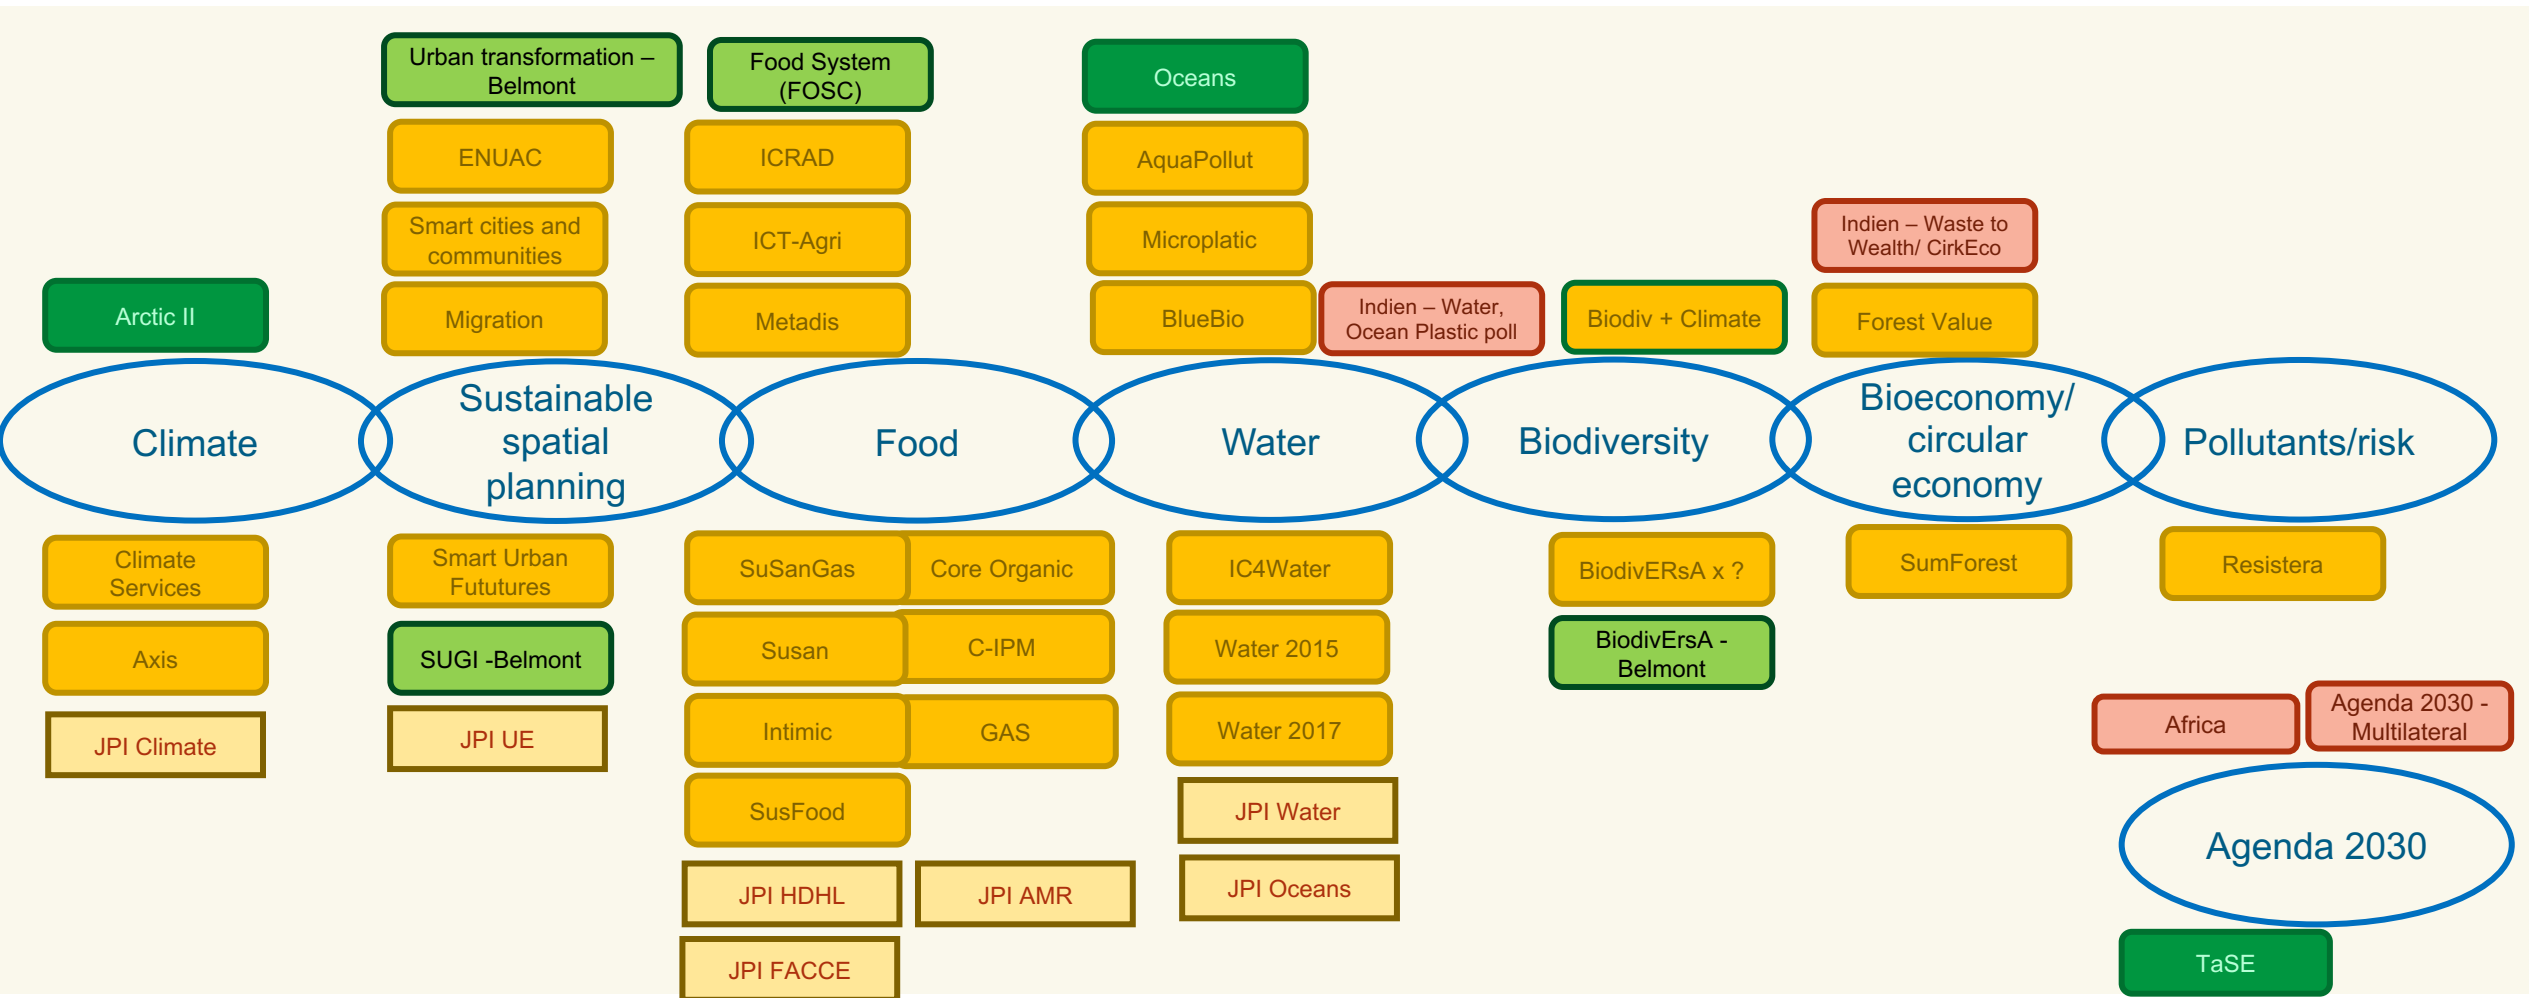 Urban transformation –
Belmont
Food System
(FOSC)
Oceans
ENUAC
ICRAD
AquaPollut
Smart cities and
communities
ICT-Agri
Microplatic
Indien – Waste to
Wealth/ CirkEco
Arctic II
Migration
Metadis
BlueBio
Indien – Water,
Ocean Plastic poll
Biodiv + Climate
Forest Value
Climate
Sustainable
spatial
planning
Food
Water
Biodiversity
Bioeconomy/
circular
economy
Pollutants/risk
Climate
Services
Smart Urban
Fututures
SuSanGas
Core Organic
IC4Water
BiodivERsA x ?
SumForest
Resistera
Axis
SUGI -Belmont
Susan
C-IPM
Water 2015
BiodivErsA -
Belmont
JPI Climate
JPI UE
Intimic
GAS
Water 2017
Africa
Agenda 2030 -
Multilateral
SusFood
JPI Water
Agenda 2030
JPI HDHL
JPI AMR
JPI Oceans
JPI FACCE
TaSE